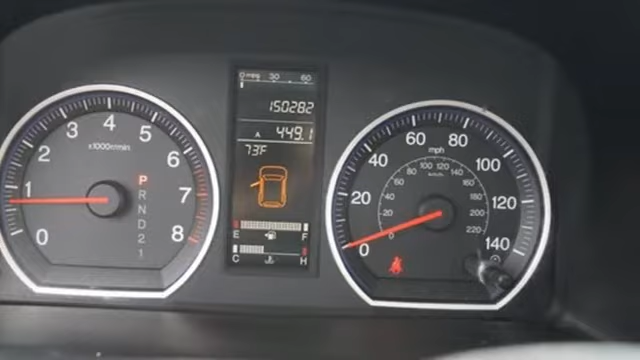 0 mpg 30 60
150282
A 449.1
73F
E F
C H
0 1 2 3 4 5 6 7 8
x1000r/min
P
R
N
D
2
1
0 20 40 60 80 100 120 140
mph
0 20 40 60 80 100 120 140 160 180 200 220
km/h